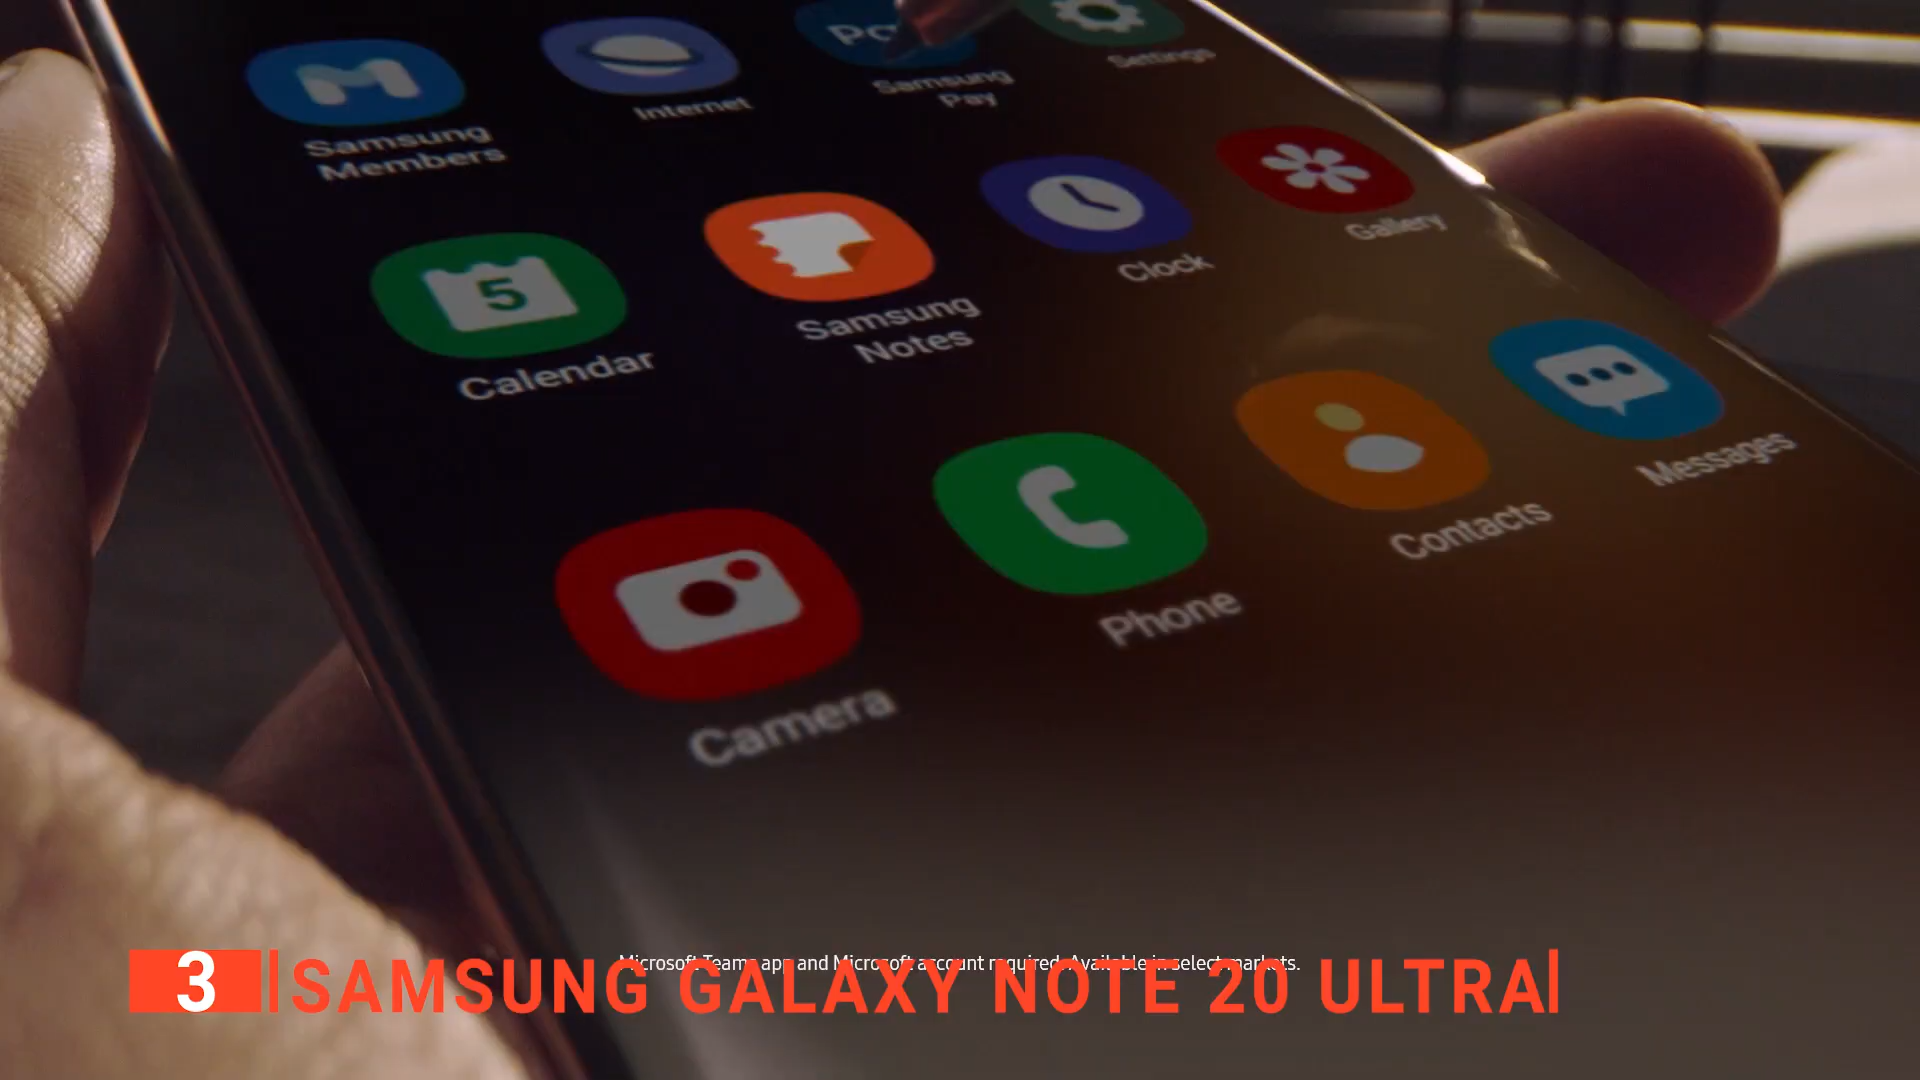 Samsung
Members
Internet
Samsung
Pay
Settings
5
Calendar
Samsung
Notes
Clock
Gallery
Camera
Phone
Contacts
Messages
Microsoft Teams app and Microsoft account required. Available in select markets.
3 SAMSUNG GALAXY NOTE 20 ULTRA